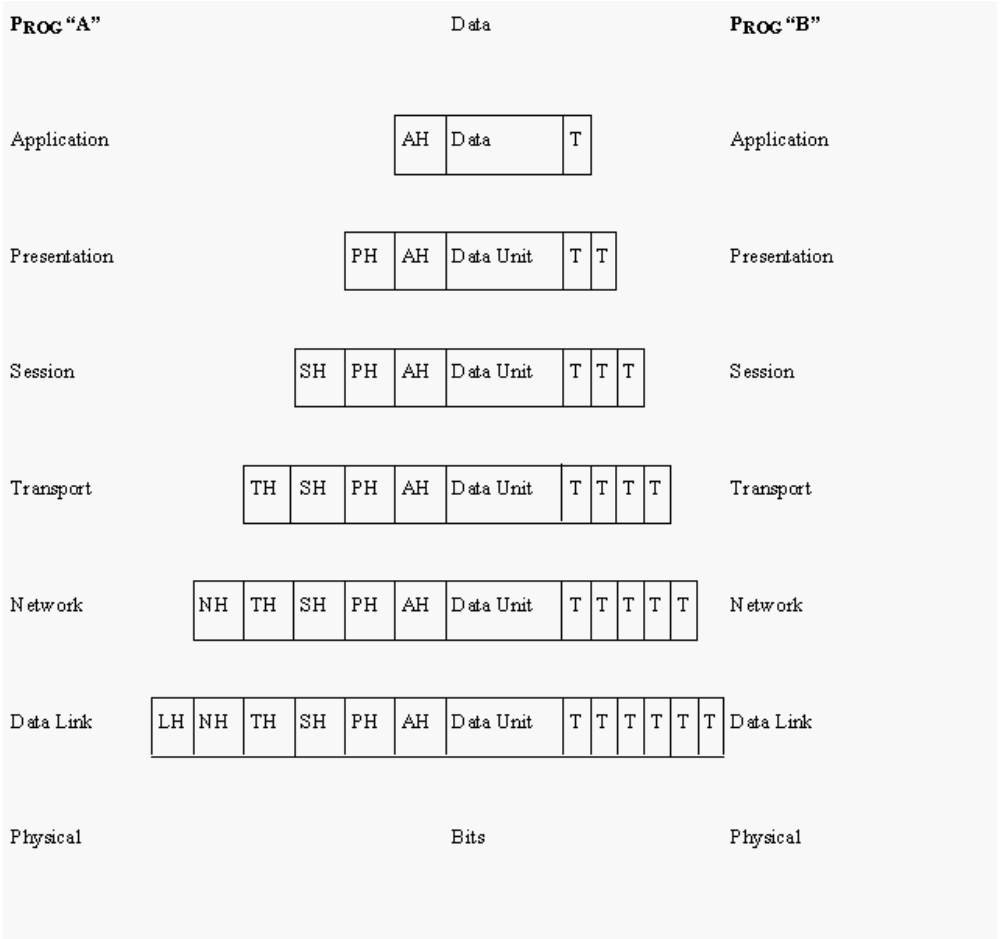 PROG “A” Data PROG “B”
Application AH Data T Application
Presentation PH AH Data Unit T T Presentation
Session SH PH AH Data Unit T T T Session
Transport TH SH PH AH Data Unit T T T T Transport
Network NH TH SH PH AH Data Unit T T T T T Network
Data Link LH NH TH SH PH AH Data Unit T T T T T T Data Link
Physical Bits Physical